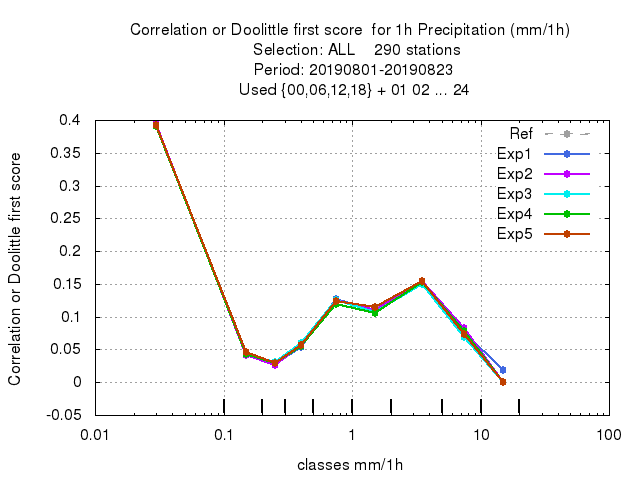 Correlation or Doolittle first score  for 1h Precipitation (mm/1h)
Selection: ALL    290 stations
Period: 20190801-20190823
Used {00,06,12,18} + 01 02 ... 24
Correlation or Doolittle first score
0.4
0.35
0.3
0.25
0.2
0.15
0.1
0.05
0
-0.05
Ref
Exp1
Exp2
Exp3
Exp4
Exp5
0.01
0.1
1
10
100
classes mm/1h